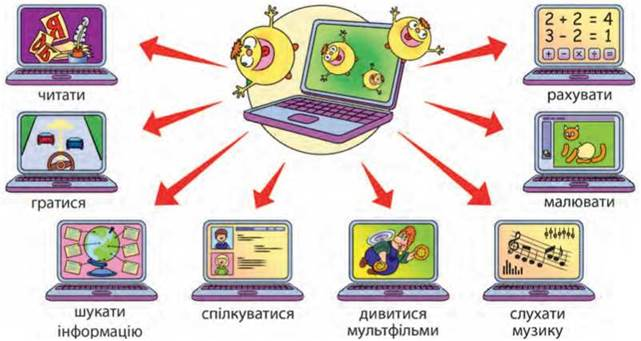 2 + 2 = 4
3 - 2 = 1
+ - × ÷ =
читати
рахувати
гратися
малювати
шукати
інформацію
спілкуватися
дивитися
мультфільми
слухати
музику